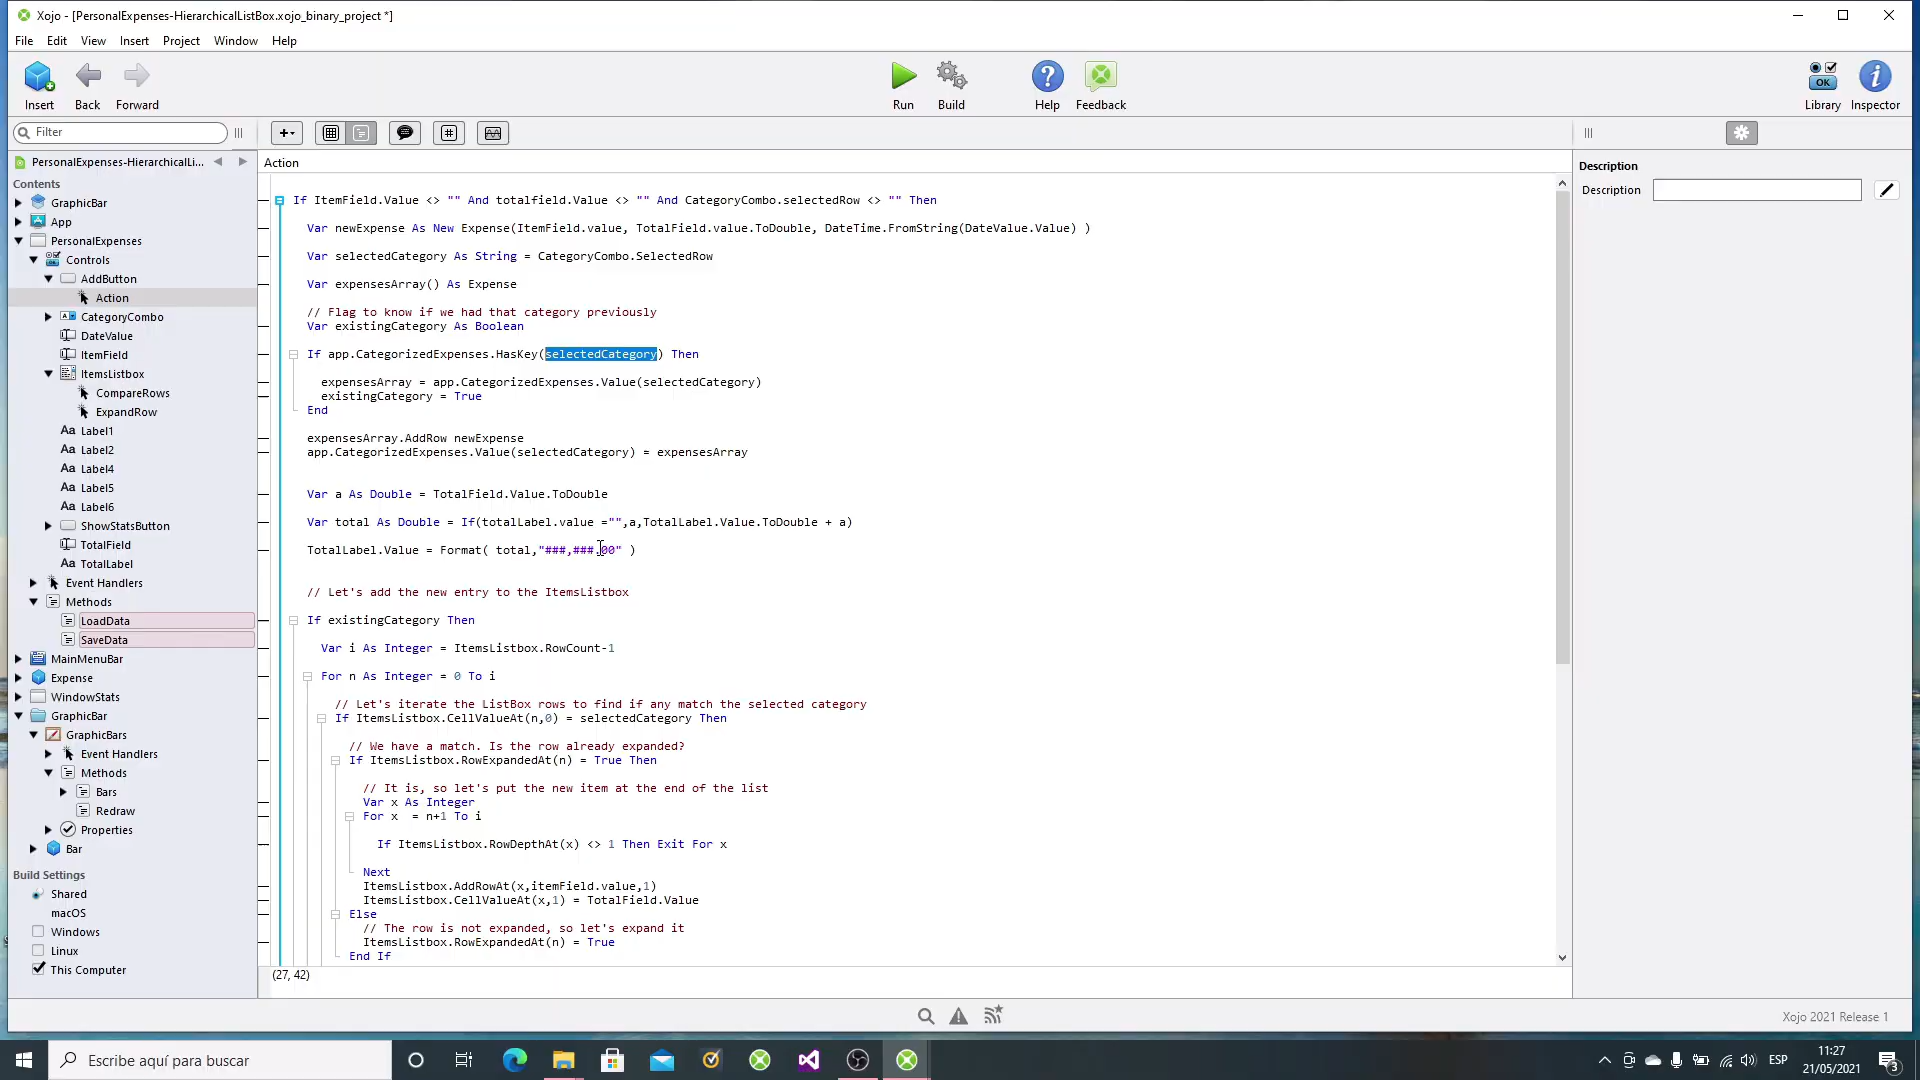 Xojo - [PersonalExpenses-HierarchicalListBox.xojo_binary_project *]
File Edit View Insert Project Window Help
Insert Back Forward Run Build Help Feedback OK Library Inspector
Filter
PersonalExpenses-HierarchicalLi...
Contents
GraphicBar
App
PersonalExpenses
Controls
AddButton
Action
CategoryCombo
DateValue
ItemField
ItemsListbox
CompareRows
ExpandRow
Aa Label1
Aa Label2
Aa Label4
Aa Label5
Aa Label6
ShowStatsButton
TotalField
Aa TotalLabel
Event Handlers
Methods
LoadData
SaveData
MainMenuBar
Expense
WindowStats
GraphicBar
GraphicBars
Event Handlers
Methods
Bars
Redraw
Properties
Bar
Build Settings
Shared
macOS
Windows
Linux
This Computer
Action
If ItemField.Value <> "" And totalfield.Value <> "" And CategoryCombo.selectedRow <> "" Then
Var newExpense As New Expense(ItemField.value, TotalField.value.ToDouble, DateTime.FromString(DateValue.Value) )
Var selectedCategory As String = CategoryCombo.SelectedRow
Var expensesArray() As Expense
// Flag to know if we had that category previously
Var existingCategory As Boolean
If app.CategorizedExpenses.HasKey(selectedCategory) Then
expensesArray = app.CategorizedExpenses.Value(selectedCategory)
existingCategory = True
End
expensesArray.AddRow newExpense
app.CategorizedExpenses.Value(selectedCategory) = expensesArray
Var a As Double = TotalField.Value.ToDouble
Var total As Double = If(totalLabel.value ="",a,TotalLabel.Value.ToDouble + a)
TotalLabel.Value = Format( total,"###,###.00" )
// Let's add the new entry to the ItemsListbox
If existingCategory Then
Var i As Integer = ItemsListbox.RowCount-1
For n As Integer = 0 To i
// Let's iterate the ListBox rows to find if any match the selected category
If ItemsListbox.CellValueAt(n,0) = selectedCategory Then
// We have a match. Is the row already expanded?
If ItemsListbox.RowExpandedAt(n) = True Then
// It is, so let's put the new item at the end of the list
Var x As Integer
For x  = n+1 To i
If ItemsListbox.RowDepthAt(x) <> 1 Then Exit For x
Next
ItemsListbox.AddRowAt(x,itemField.value,1)
ItemsListbox.CellValueAt(x,1) = TotalField.Value
Else
// The row is not expanded, so let's expand it
ItemsListbox.RowExpandedAt(n) = True
End If
(27, 42)
Description
Description
Xojo 2021 Release 1
Escribe aquí para buscar
ESP
11:27
21/05/2021
3